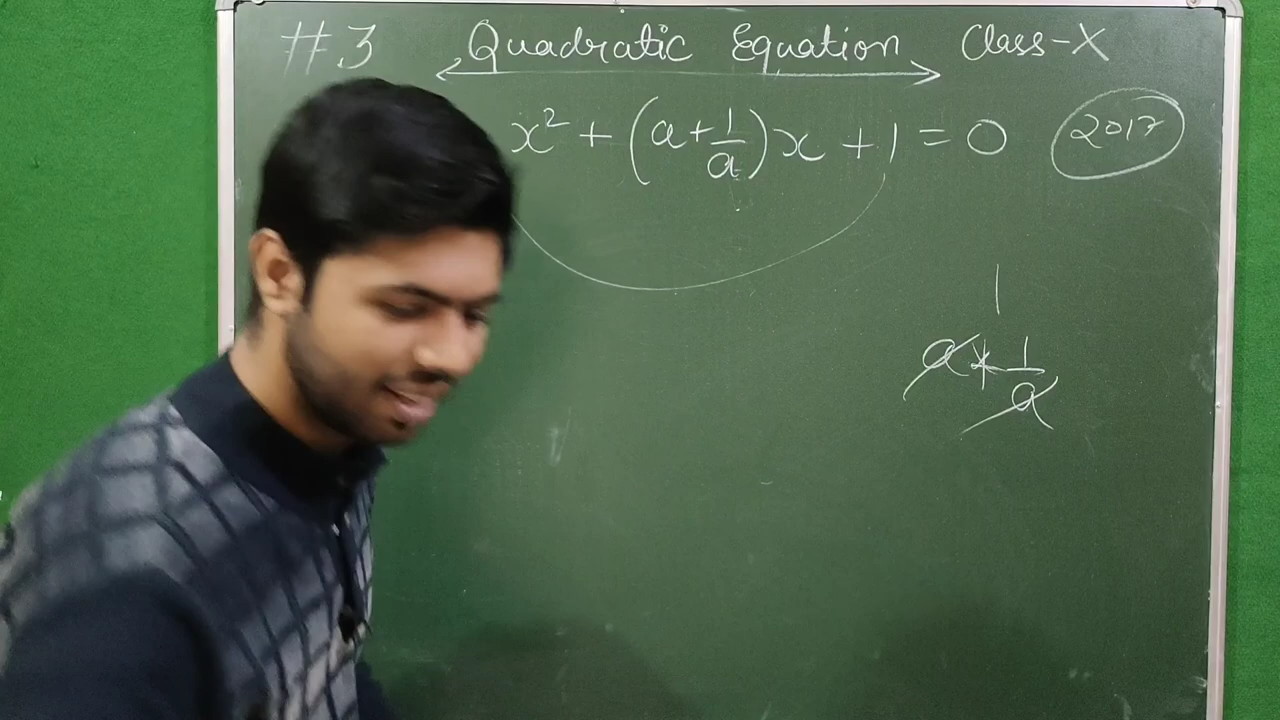 #3 Quadratic Equation Class-X
x² + (a+1/a)x + 1 = 0 2017
1
a * 1/a